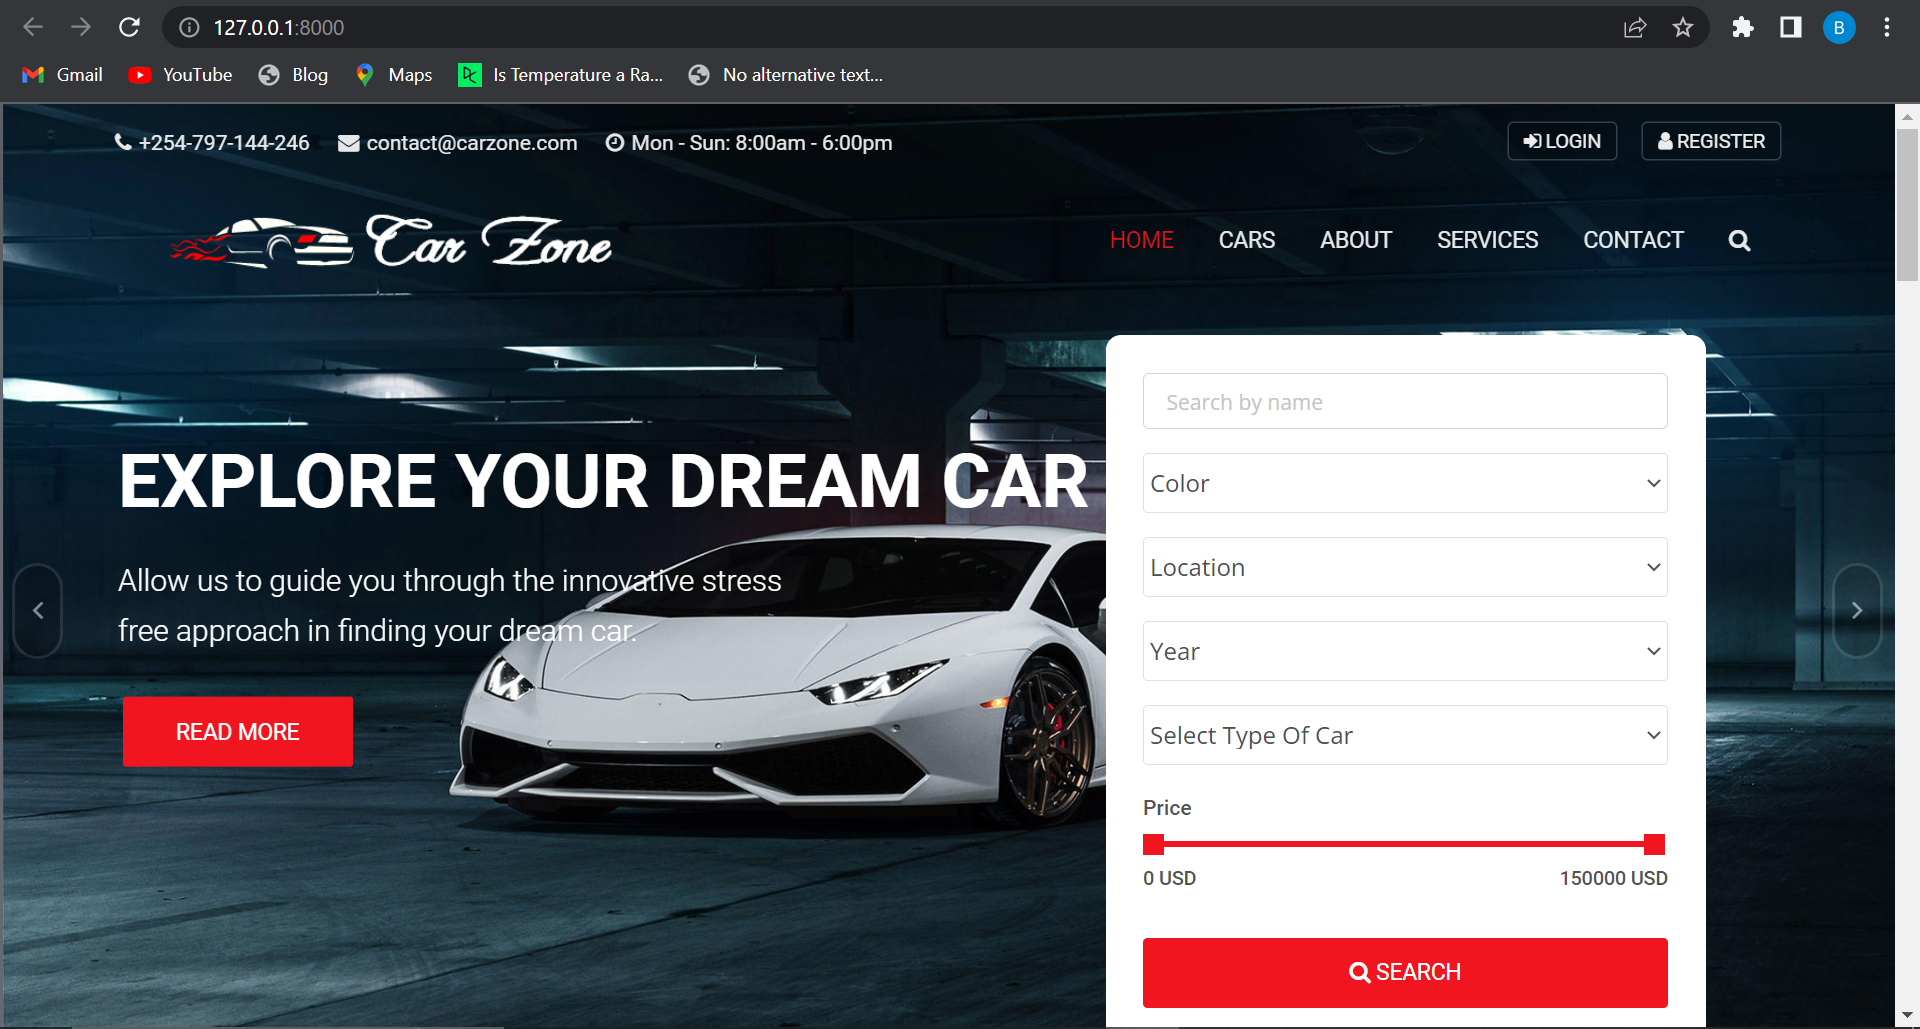 127.0.0.1:8000
B
Gmail YouTube Blog Maps Is Temperature a Ra... No alternative text...
+254-797-144-246 contact@carzone.com Mon - Sun: 8:00am - 6:00pm
LOGIN REGISTER
Car Zone
HOME CARS ABOUT SERVICES CONTACT
EXPLORE YOUR DREAM CAR
Allow us to guide you through the innovative stress
free approach in finding your dream car.
READ MORE
Search by name
Color
Location
Year
Select Type Of Car
Price
0 USD 150000 USD
SEARCH